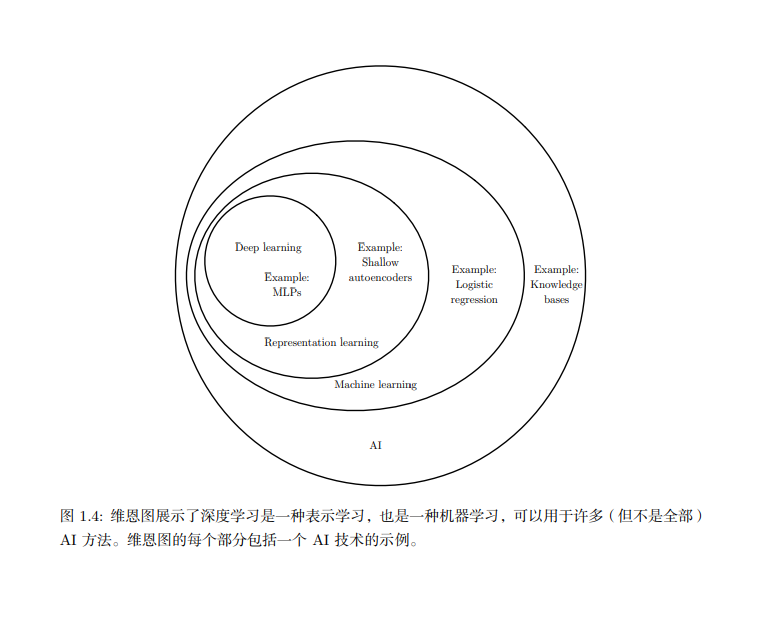 Deep learning
Example:
MLPs
Example:
Shallow
autoencoders
Example:
Logistic
regression
Example:
Knowledge
bases
Representation learning
Machine learning
AI
图 1.4: 维恩图展示了深度学习是一种表示学习，也是一种机器学习，可以用于许多（但不是全部）
AI 方法。维恩图的每个部分包括一个 AI 技术的示例。